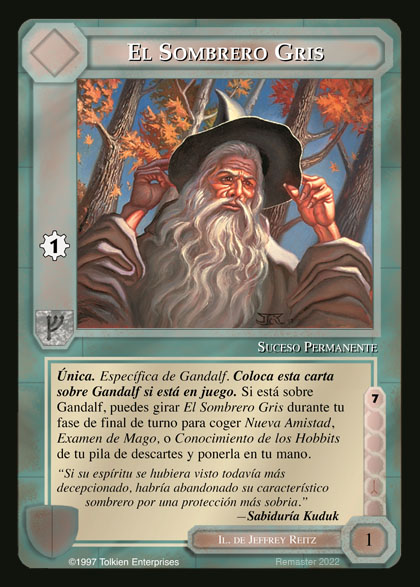 El Sombrero Gris
1
Suceso Permanente
Única. Específica de Gandalf. Coloca esta carta
sobre Gandalf si está en juego. Si está sobre
Gandalf, puedes girar El Sombrero Gris durante tu
fase de final de turno para coger Nueva Amistad,
Examen de Mago, o Conocimiento de los Hobbits
de tu pila de descartes y ponerla en tu mano.
“Si su espíritu se hubiera visto todavía más
decepcionado, habría abandonado su característico
sombrero por una protección más sobria.”
—Sabiduría Kuduk
7
Il. de Jeffrey Reitz
1
©1997 Tolkien Enterprises
Remaster 2022